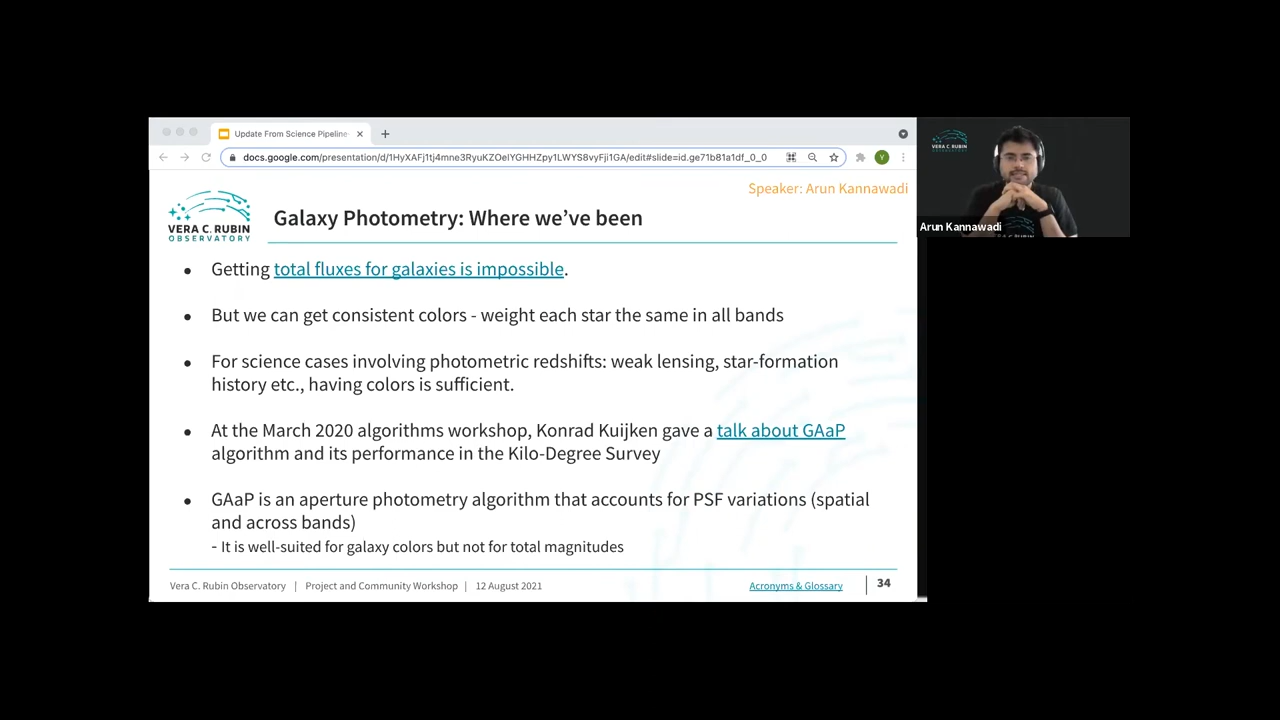 Update From Science Pipeline
docs.google.com/presentation/d/1HyXAFj1tj4mne3RyuKZOeIYGHHZpy1LWYS8vyFji1GA/edit#slide=id.ge71b81a1df_0_0
Y
Speaker: Arun Kannawadi
VERA C. RUBIN
OBSERVATORY
Galaxy Photometry: Where we’ve been
● Getting total fluxes for galaxies is impossible.
● But we can get consistent colors - weight each star the same in all bands
● For science cases involving photometric redshifts: weak lensing, star-formation
history etc., having colors is sufficient.
● At the March 2020 algorithms workshop, Konrad Kuijken gave a talk about GAaP
algorithm and its performance in the Kilo-Degree Survey
● GAaP is an aperture photometry algorithm that accounts for PSF variations (spatial
and across bands)
- It is well-suited for galaxy colors but not for total magnitudes
Vera C. Rubin Observatory | Project and Community Workshop | 12 August 2021
Acronyms & Glossary | 34
VERA C. RUBIN
Arun Kannawadi